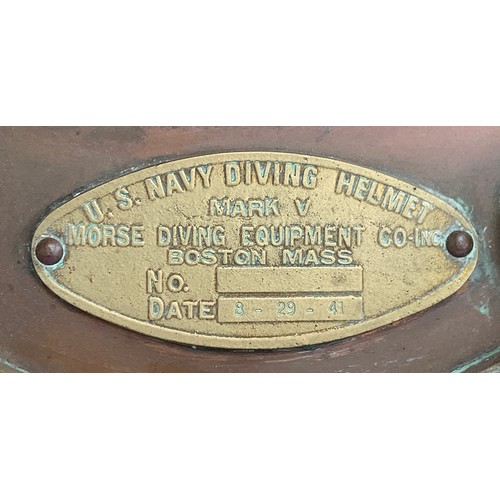 U. S. NAVY DIVING HELMET
MARK V
MORSE DIVING EQUIPMENT CO-INC.
BOSTON MASS
NO.
DATE 8 - 29 - 41